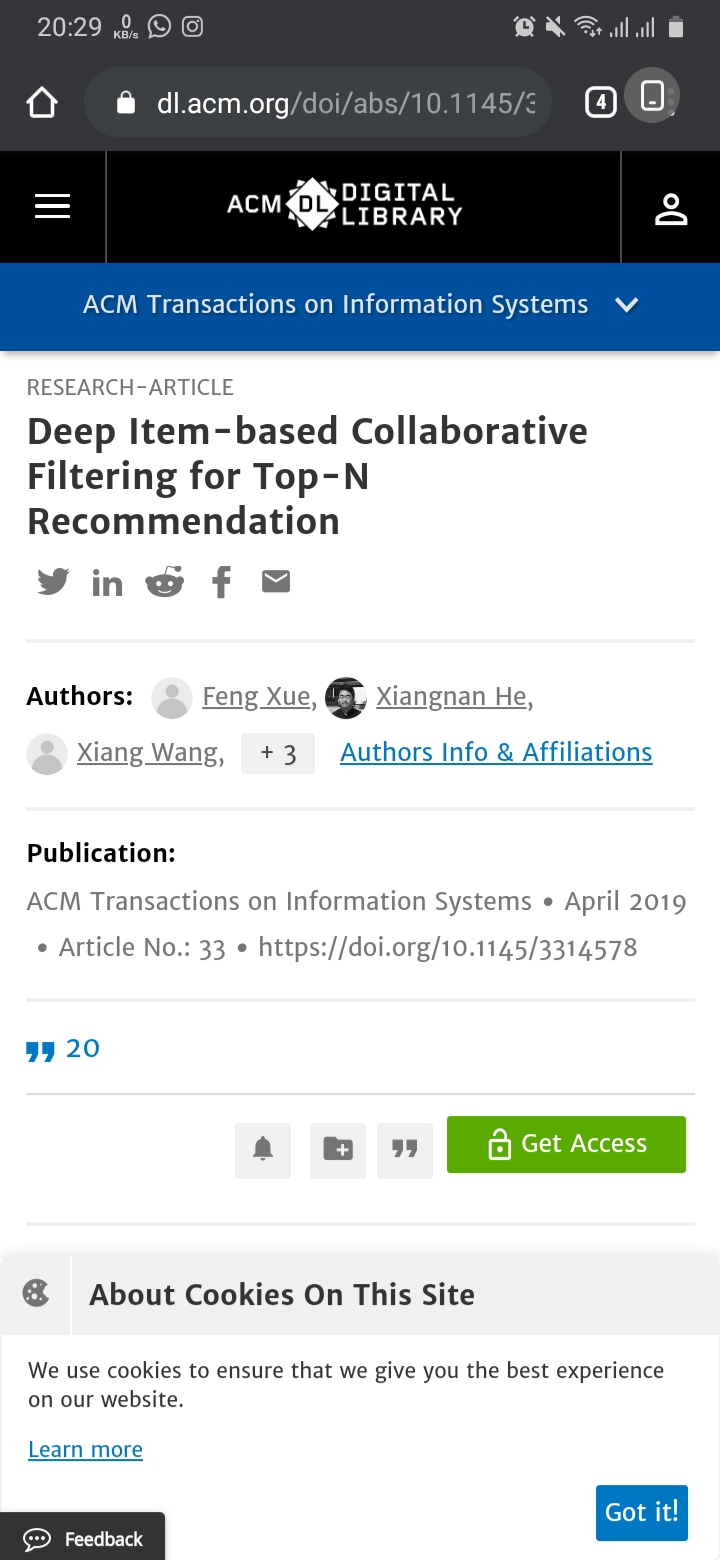 20:29 0 KB/s
dl.acm.org/doi/abs/10.1145/3 4
ACM DL DIGITAL LIBRARY
ACM Transactions on Information Systems
RESEARCH-ARTICLE
Deep Item-based Collaborative
Filtering for Top-N
Recommendation
Authors: Feng Xue, Xiangnan He,
Xiang Wang, + 3 Authors Info & Affiliations
Publication:
ACM Transactions on Information Systems • April 2019
• Article No.: 33 • https://doi.org/10.1145/3314578
20
Get Access
About Cookies On This Site
We use cookies to ensure that we give you the best experience
on our website.
Learn more
Got it!
Feedback